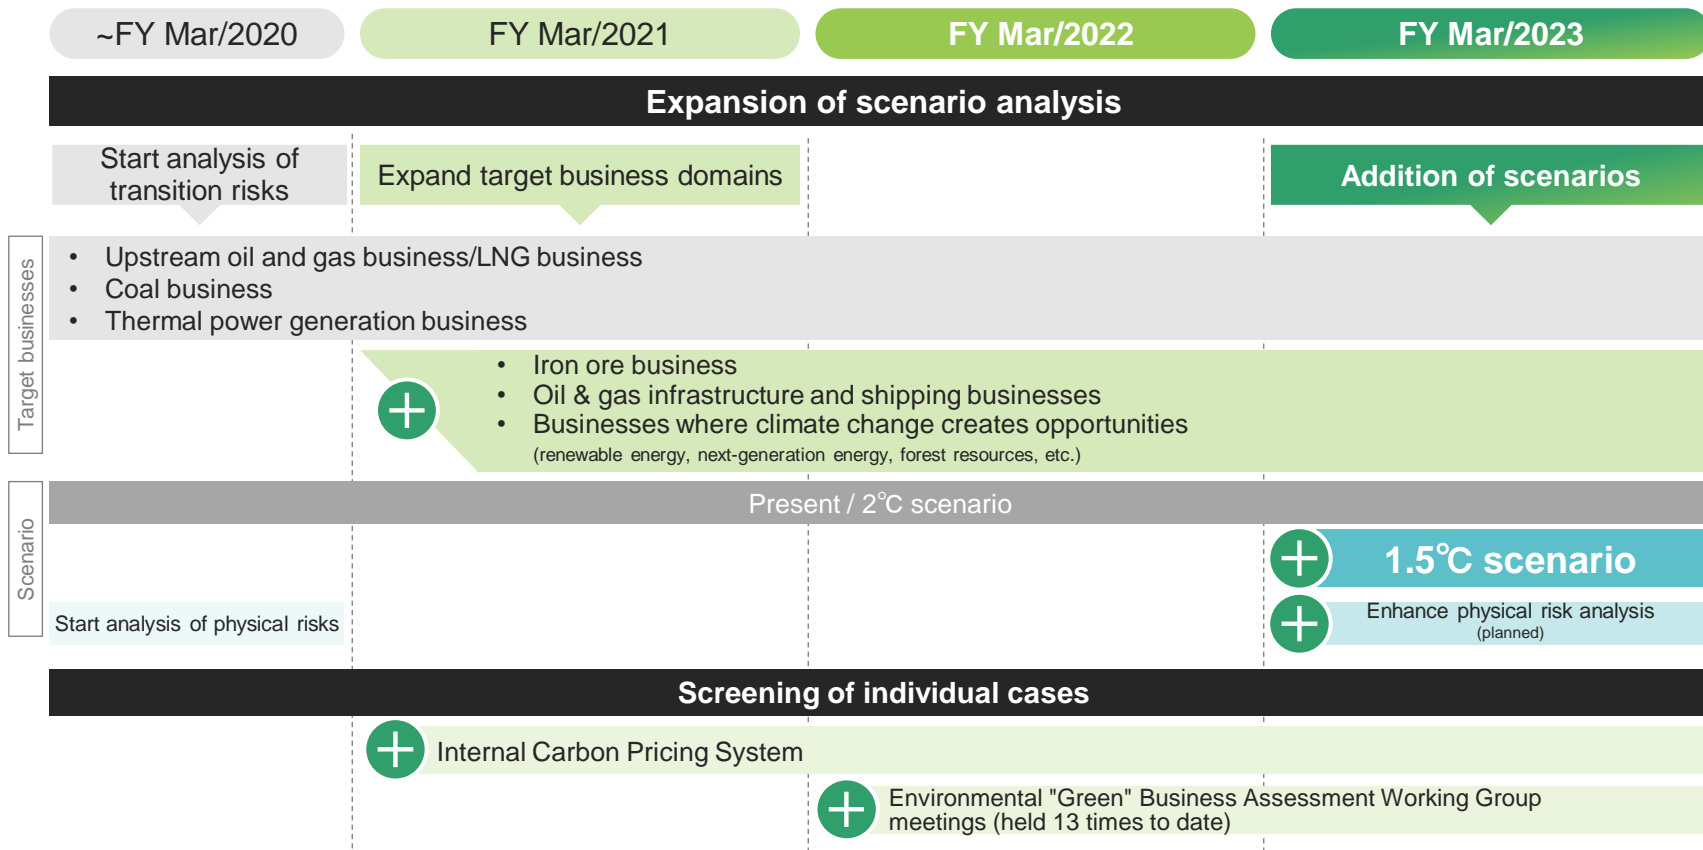 ~FY Mar/2020
FY Mar/2021
FY Mar/2022
FY Mar/2023
Expansion of scenario analysis
Start analysis of
transition risks
Expand target business domains
Addition of scenarios
Target businesses
• Upstream oil and gas business/LNG business
• Coal business
• Thermal power generation business
• Iron ore business
• Oil & gas infrastructure and shipping businesses
• Businesses where climate change creates opportunities
(renewable energy, next-generation energy, forest resources, etc.)
Scenario
Present / 2℃ scenario
1.5℃ scenario
Start analysis of physical risks
Enhance physical risk analysis
(planned)
Screening of individual cases
Internal Carbon Pricing System
Environmental "Green" Business Assessment Working Group
meetings (held 13 times to date)